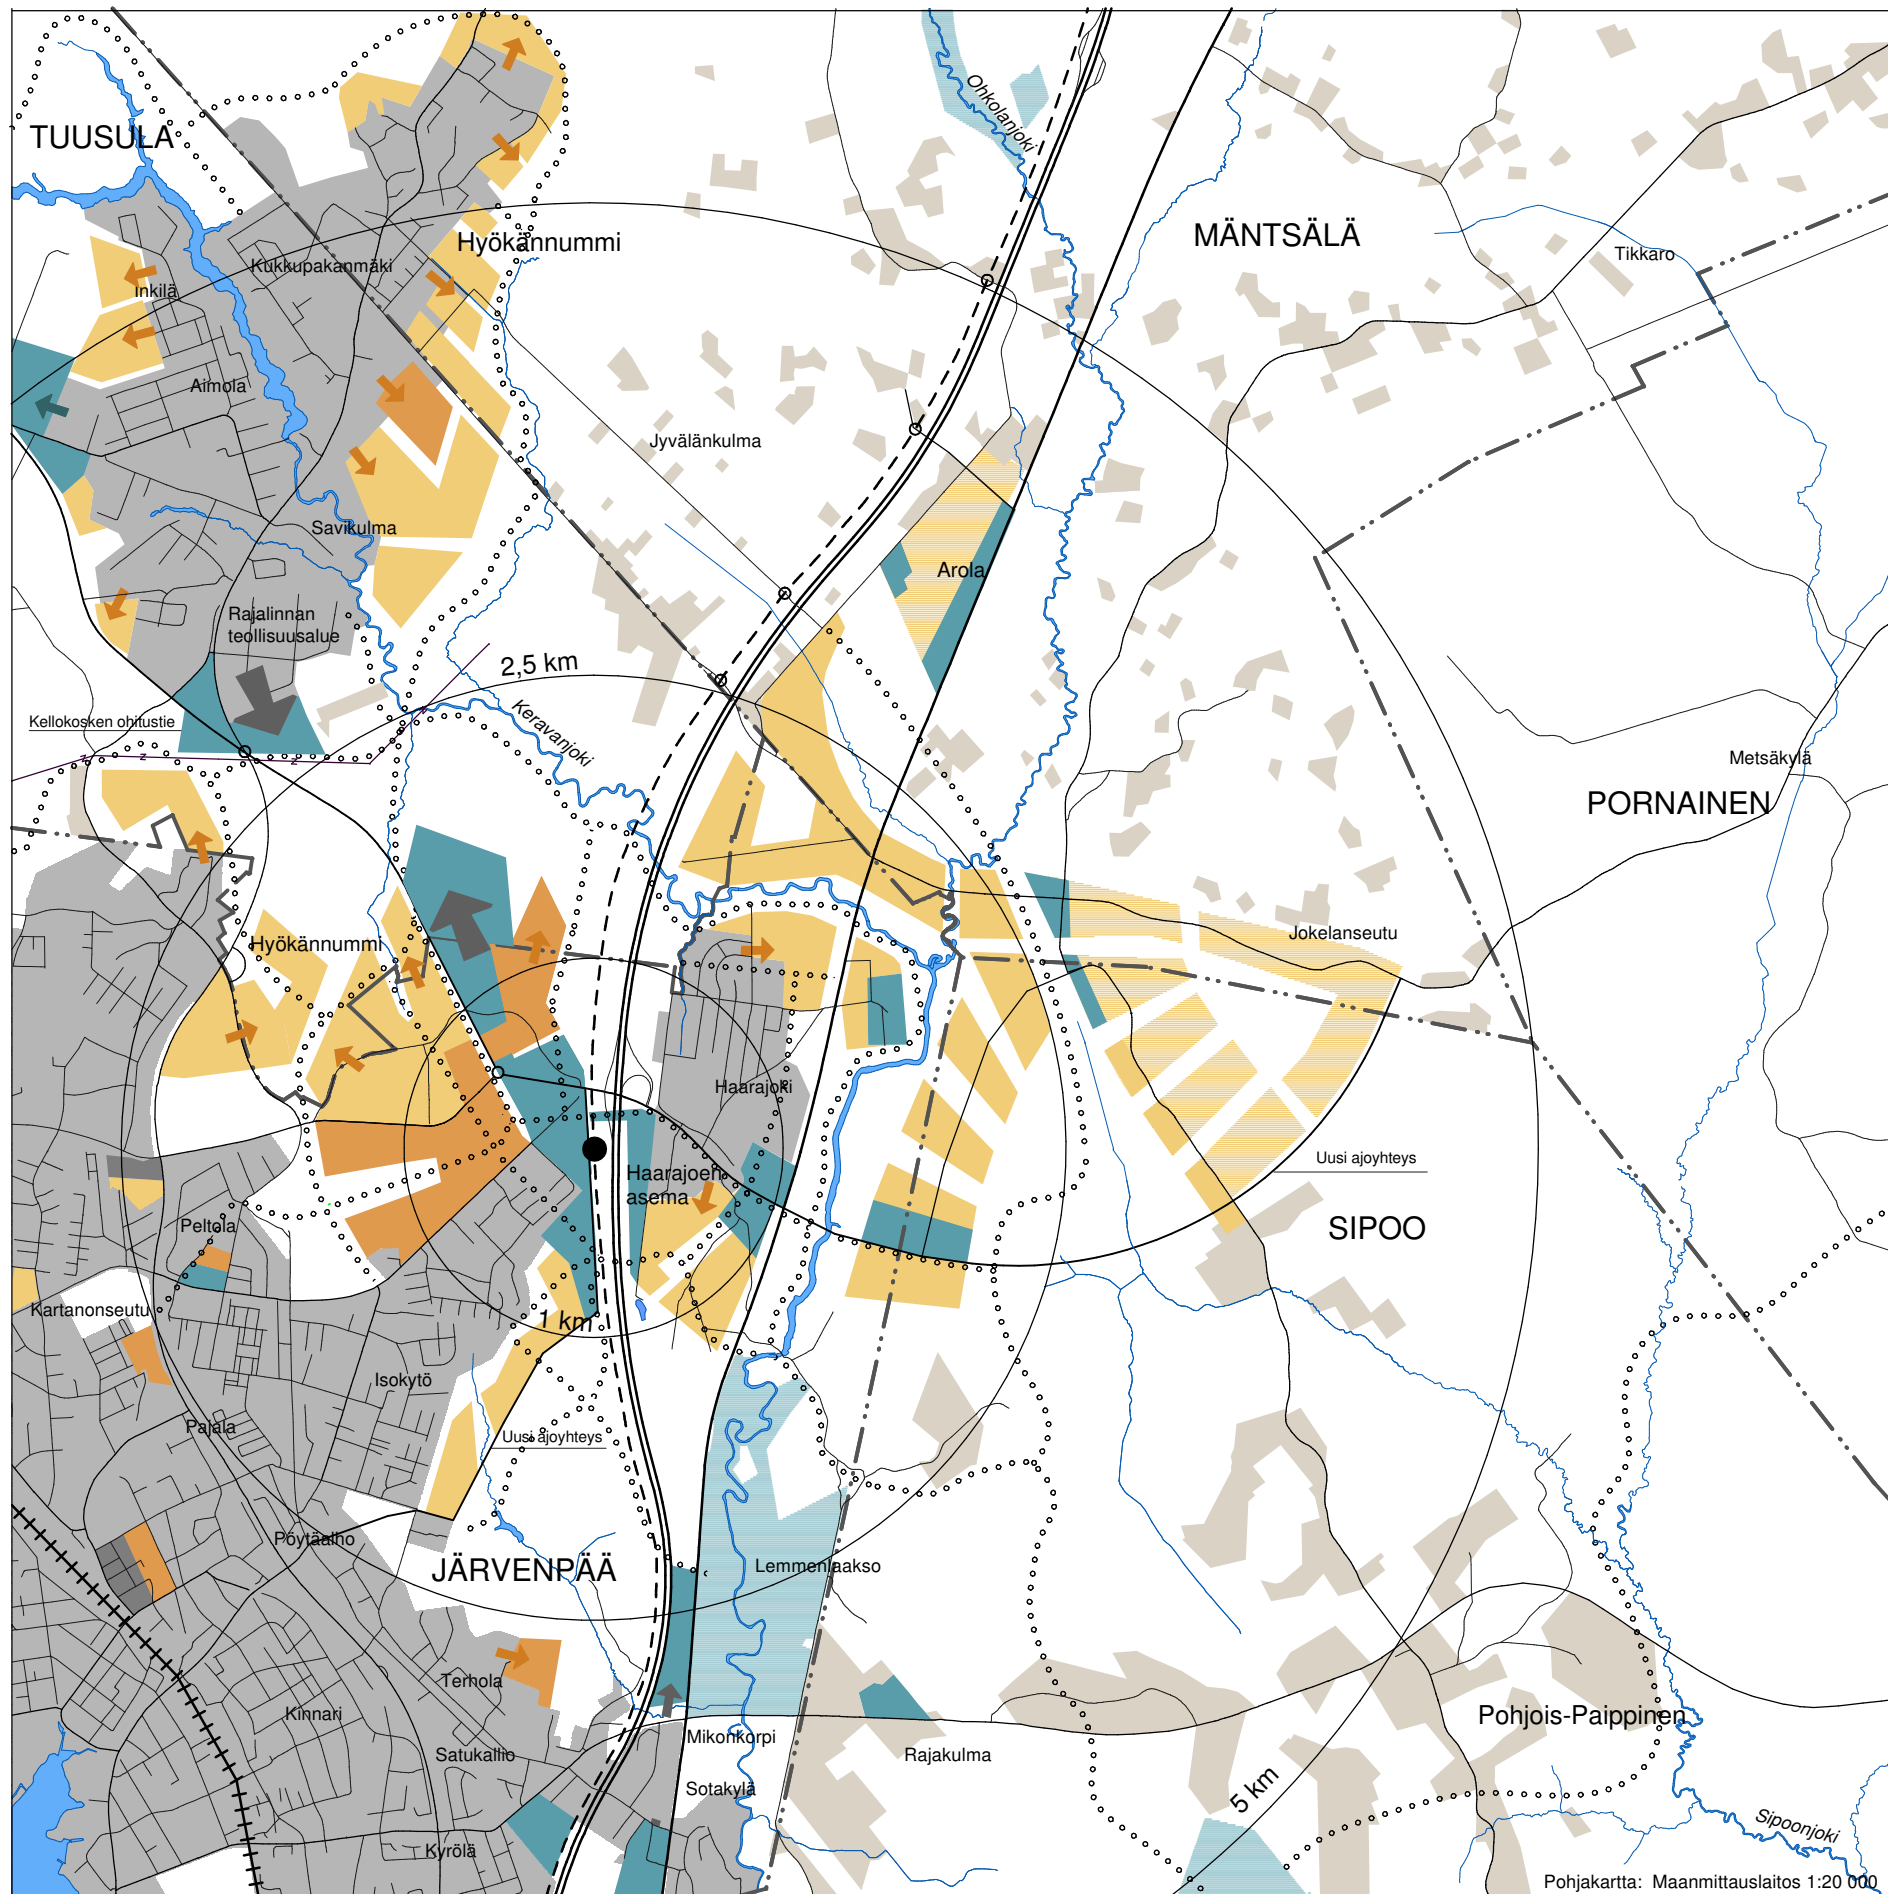 TUUSULA
Ohkolanjoki
MÄNTSÄLÄ
Hyökännummi
Tikkaro
Kukkupakanmäki
Inkilä
Aimola
Jyvälänkulma
Savikulma
Arola
Rajalinnan
teollisuusalue
2,5 km
Kellokosken ohitustie
Keravanjoki
Metsäkylä
PORNAINEN
Hyökännummi
Jokelanseutu
Haarajoki
Haarajoen
asema
Uusi ajoyhteys
Peltola
SIPOO
Kartanonseutu
1 km
Isokytö
Pajala
Uusi ajoyhteys
Pöytäalho
JÄRVENPÄÄ
Lemmenlaakso
Terhola
Kinnari
Pohjois-Paippinen
Mikonkorpi
Satukallio
Rajakulma
Sotakylä
5 km
Sipoonjoki
Kyrölä
Pohjakartta: Maanmittauslaitos 1:20 000